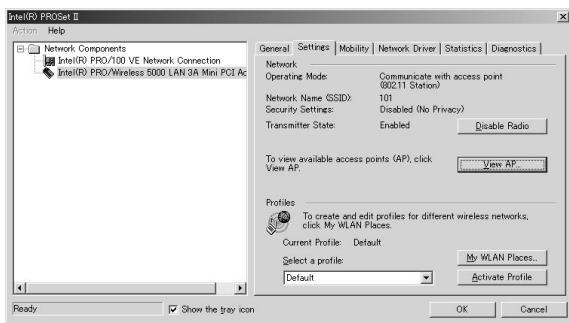 Intel(R) PROSet II
Action Help
Network Components
Intel(R) PRO/100 VE Network Connection
Intel(R) PRO/Wireless 5000 LAN 3A Mini PCI Ac
General Settings Mobility Network Driver Statistics Diagnostics
Network
Operating Mode: Communicate with access point
(802.11 Station)
Network Name (SSID): 101
Security Settings: Disabled (No Privacy)
Transmitter State: Enabled Disable Radio
To view available access points (AP), click
View AP. View AP...
Profiles
To create and edit profiles for different wireless networks,
click My WLAN Places.
Current Profile: Default
Select a profile: My WLAN Places...
Default Activate Profile
Ready Show the tray icon OK Cancel